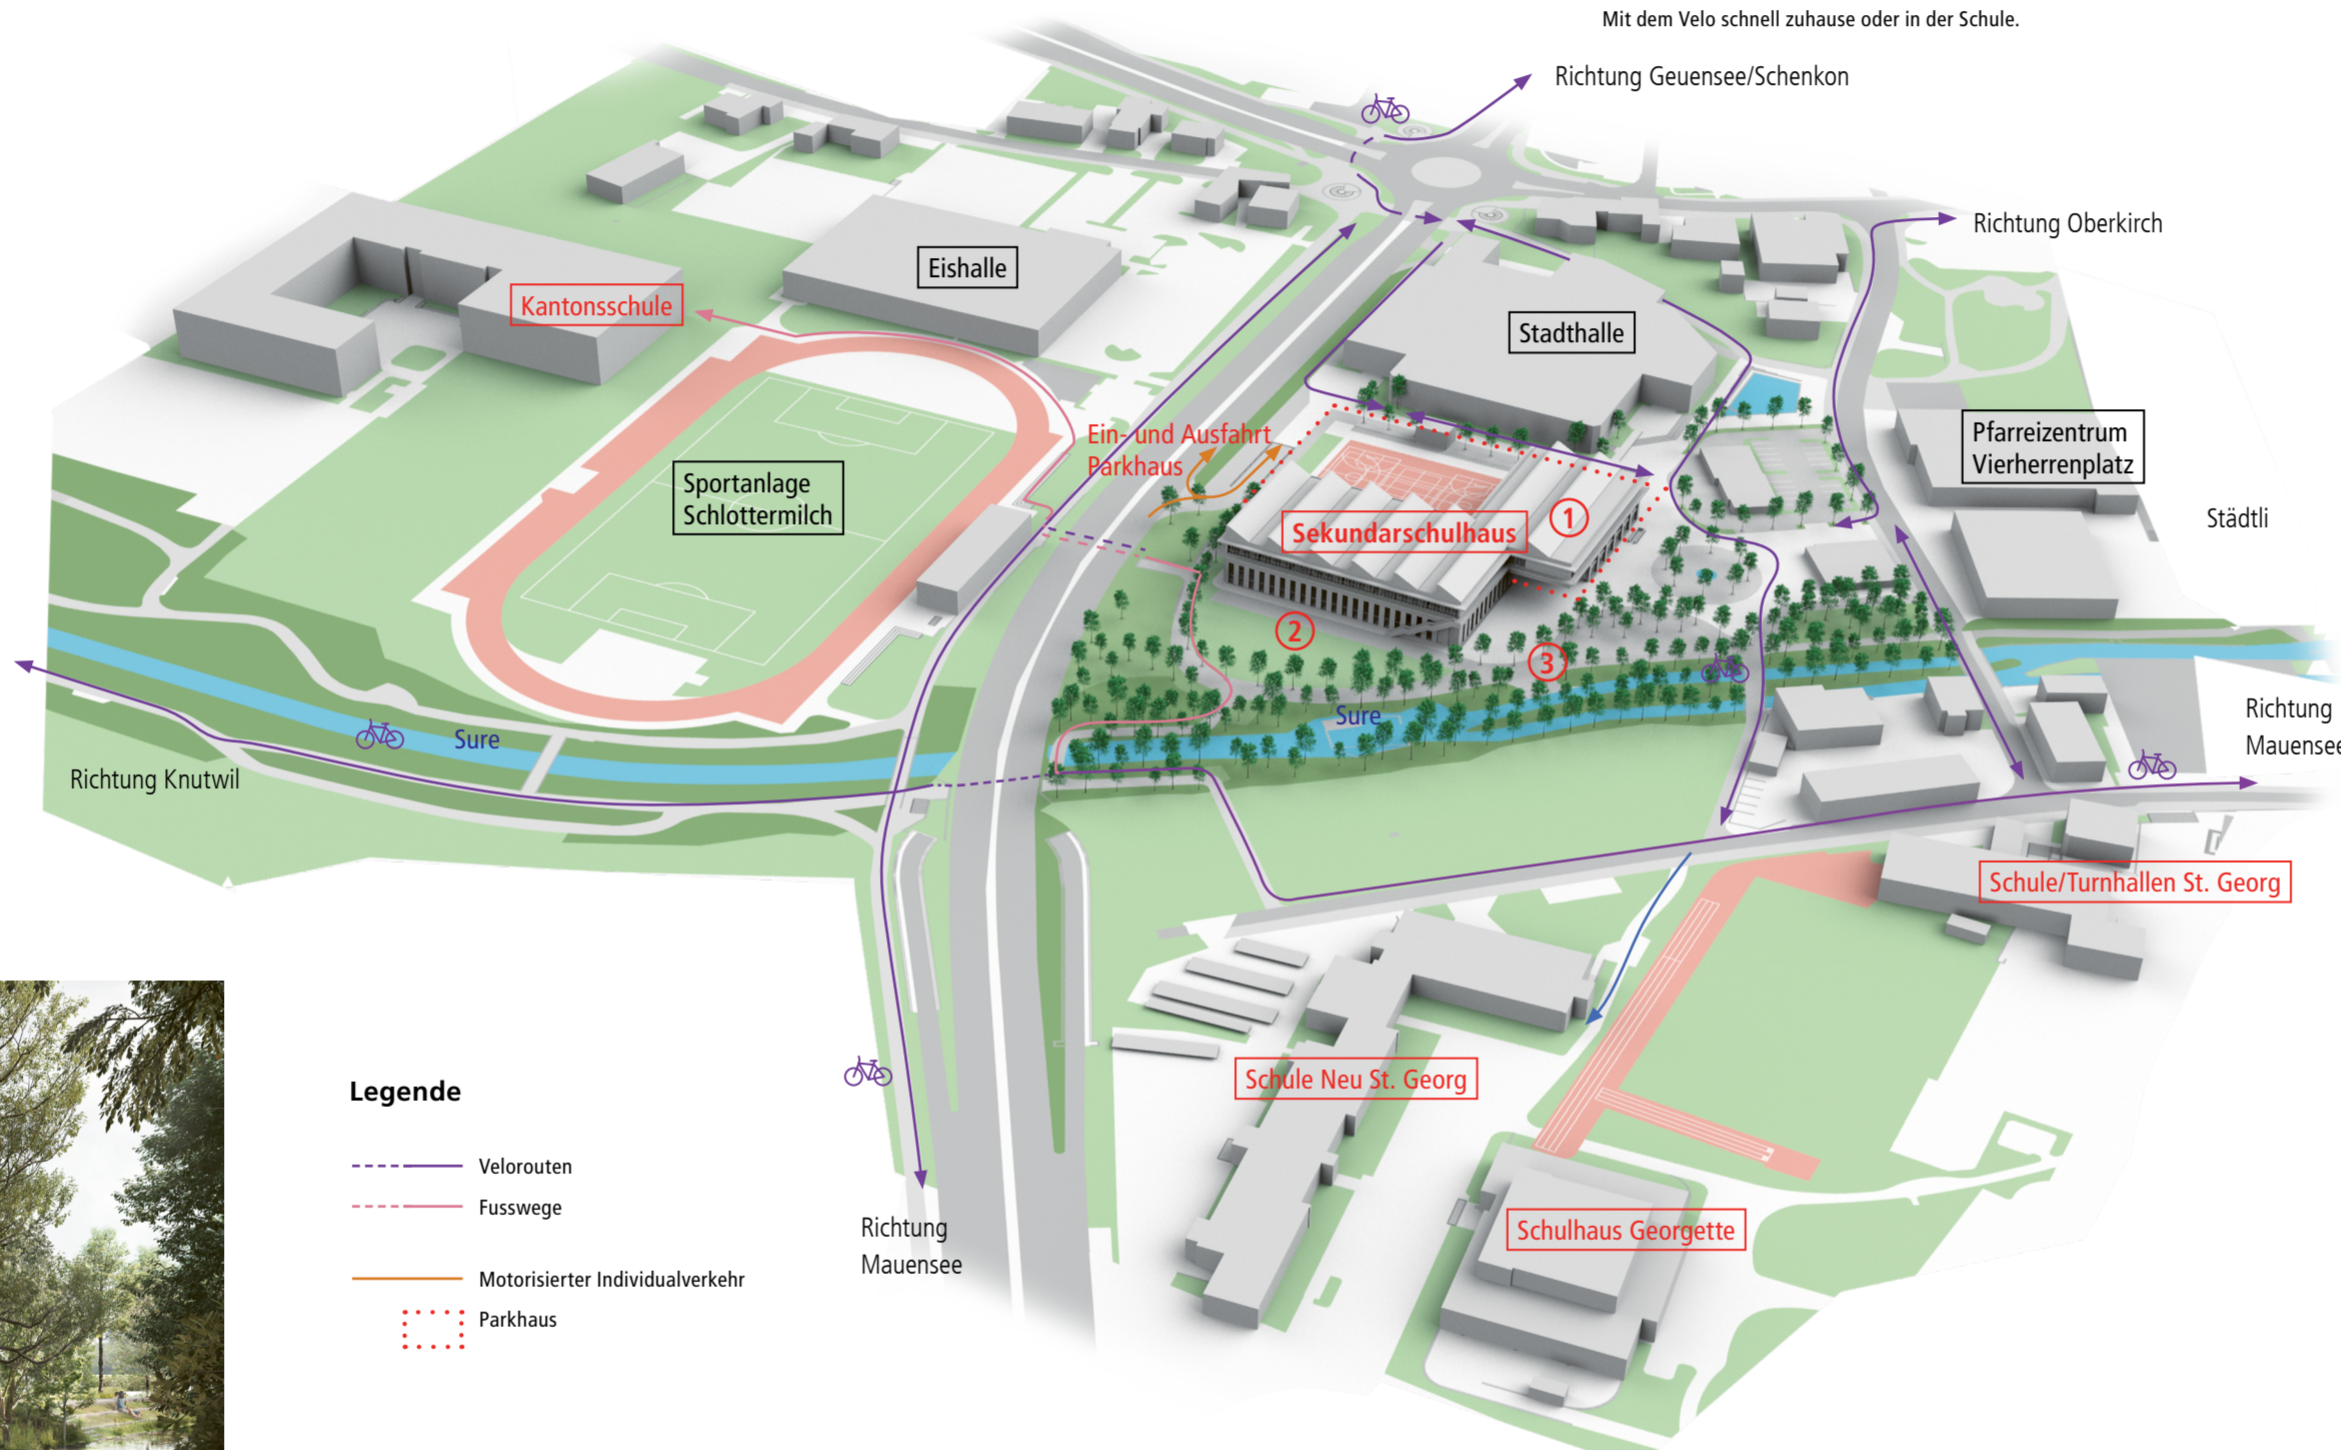 Mit dem Velo schnell zuhause oder in der Schule.
Richtung Geuensee/Schenkon
Richtung Oberkirch
Eishalle
Kantonsschule
Stadthalle
Ein- und Ausfahrt
Parkhaus
Pfarreizentrum
Vierherrenplatz
Sportanlage
Schlottermilch
Städtli
Sekundarschulhaus
1
2
3
Sure
Sure
Richtung Knutwil
Richtung
Mauensee
Schule/Turnhallen St. Georg
Schule Neu St. Georg
Schulhaus Georgette
Richtung
Mauensee
Legende
Velorouten
Fusswege
Motorisierter Individualverkehr
Parkhaus